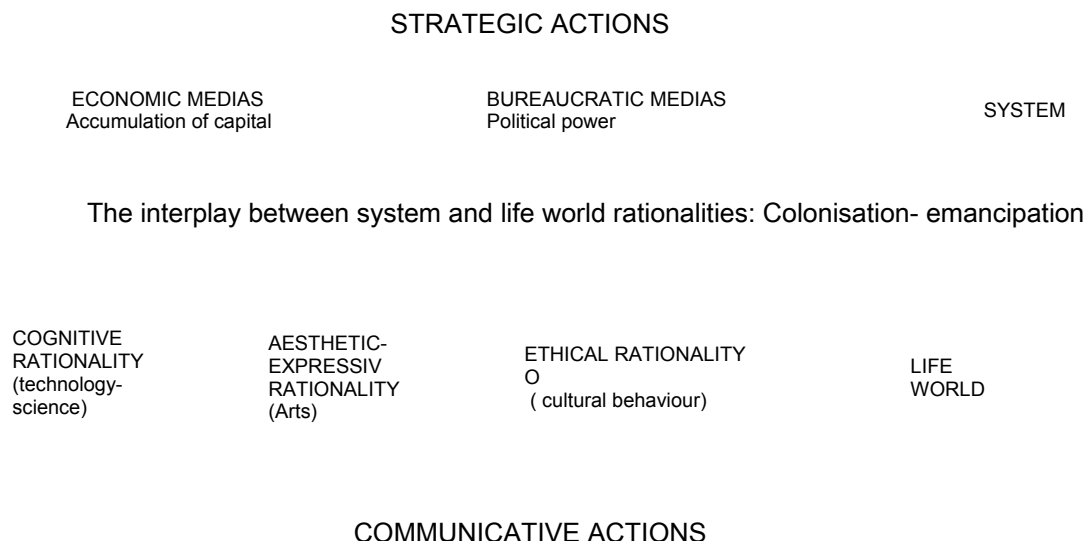 STRATEGIC ACTIONS
ECONOMIC MEDIAS
Accumulation of capital
BUREAUCRATIC MEDIAS
Political power
SYSTEM
The interplay between system and life world rationalities: Colonisation- emancipation
COGNITIVE
RATIONALITY
(technology-
science)
AESTHETIC-
EXPRESSIV
RATIONALITY
(Arts)
ETHICAL RATIONALITY
O
( cultural behaviour)
LIFE
WORLD
COMMUNICATIVE ACTIONS